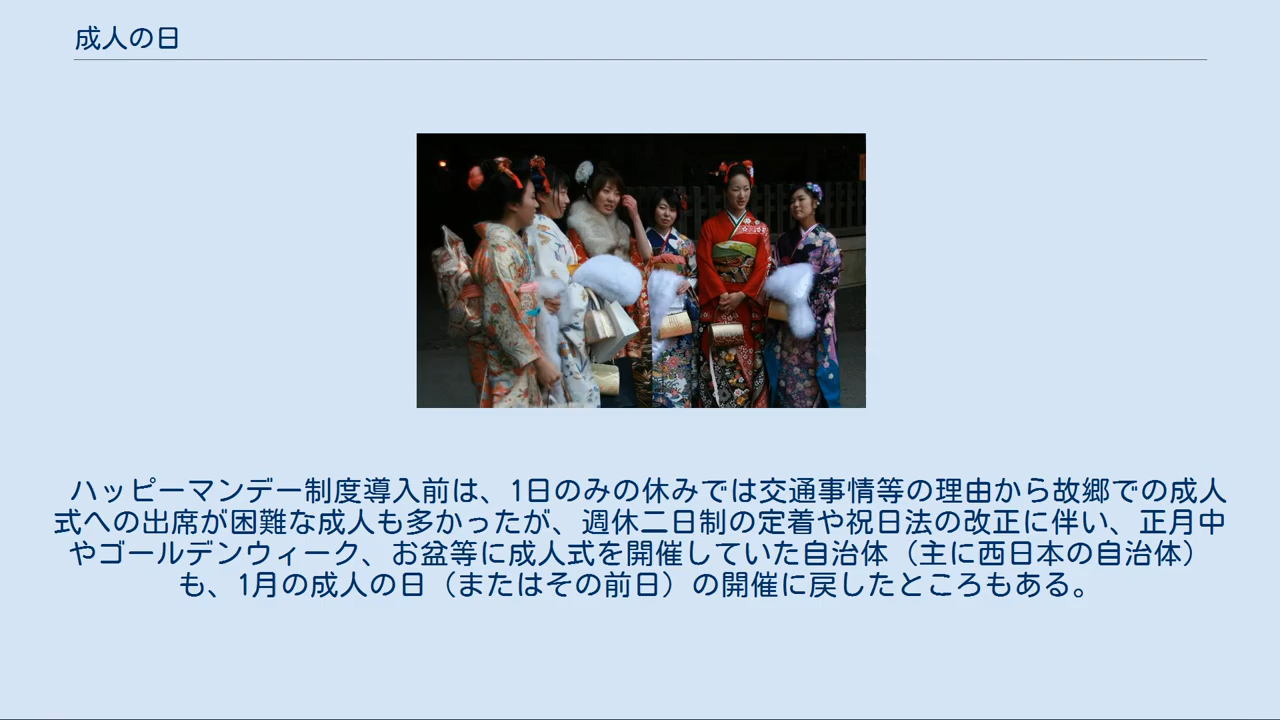 成人の日
ハッピーマンデー制度導入前は、1日のみの休みでは交通事情等の理由から故郷での成人
式への出席が困難な成人も多かったが、週休二日制の定着や祝日法の改正に伴い、正月中
やゴールデンウィーク、お盆等に成人式を開催していた自治体（主に西日本の自治体）
も、1月の成人の日（またはその前日）の開催に戻したところもある。